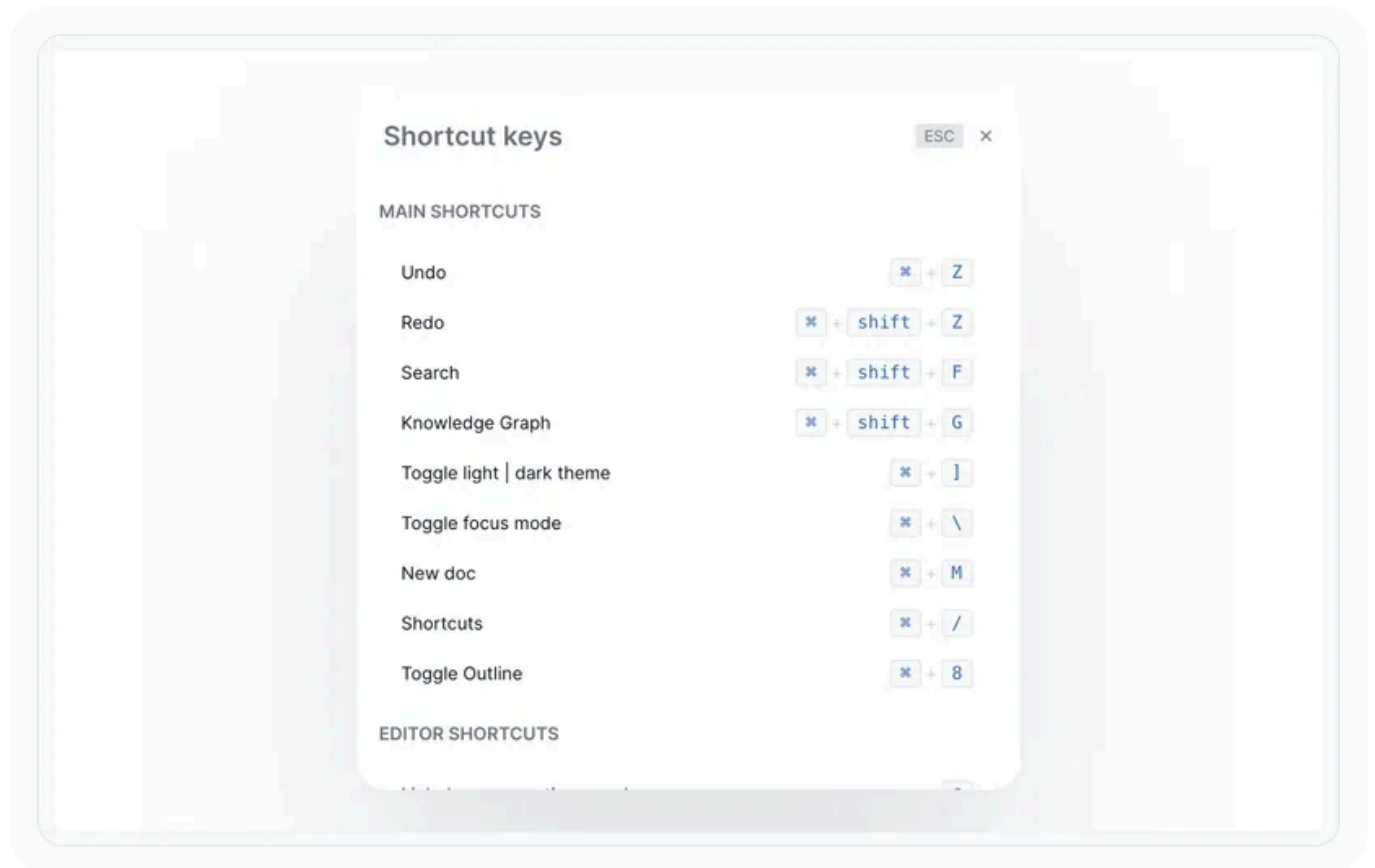 Shortcut keys ESC ×
MAIN SHORTCUTS
Undo ⌘ + Z
Redo ⌘ + shift + Z
Search ⌘ + shift + F
Knowledge Graph ⌘ + shift + G
Toggle light | dark theme ⌘ + ]
Toggle focus mode ⌘ + \
New doc ⌘ + M
Shortcuts ⌘ + /
Toggle Outline ⌘ + 8
EDITOR SHORTCUTS